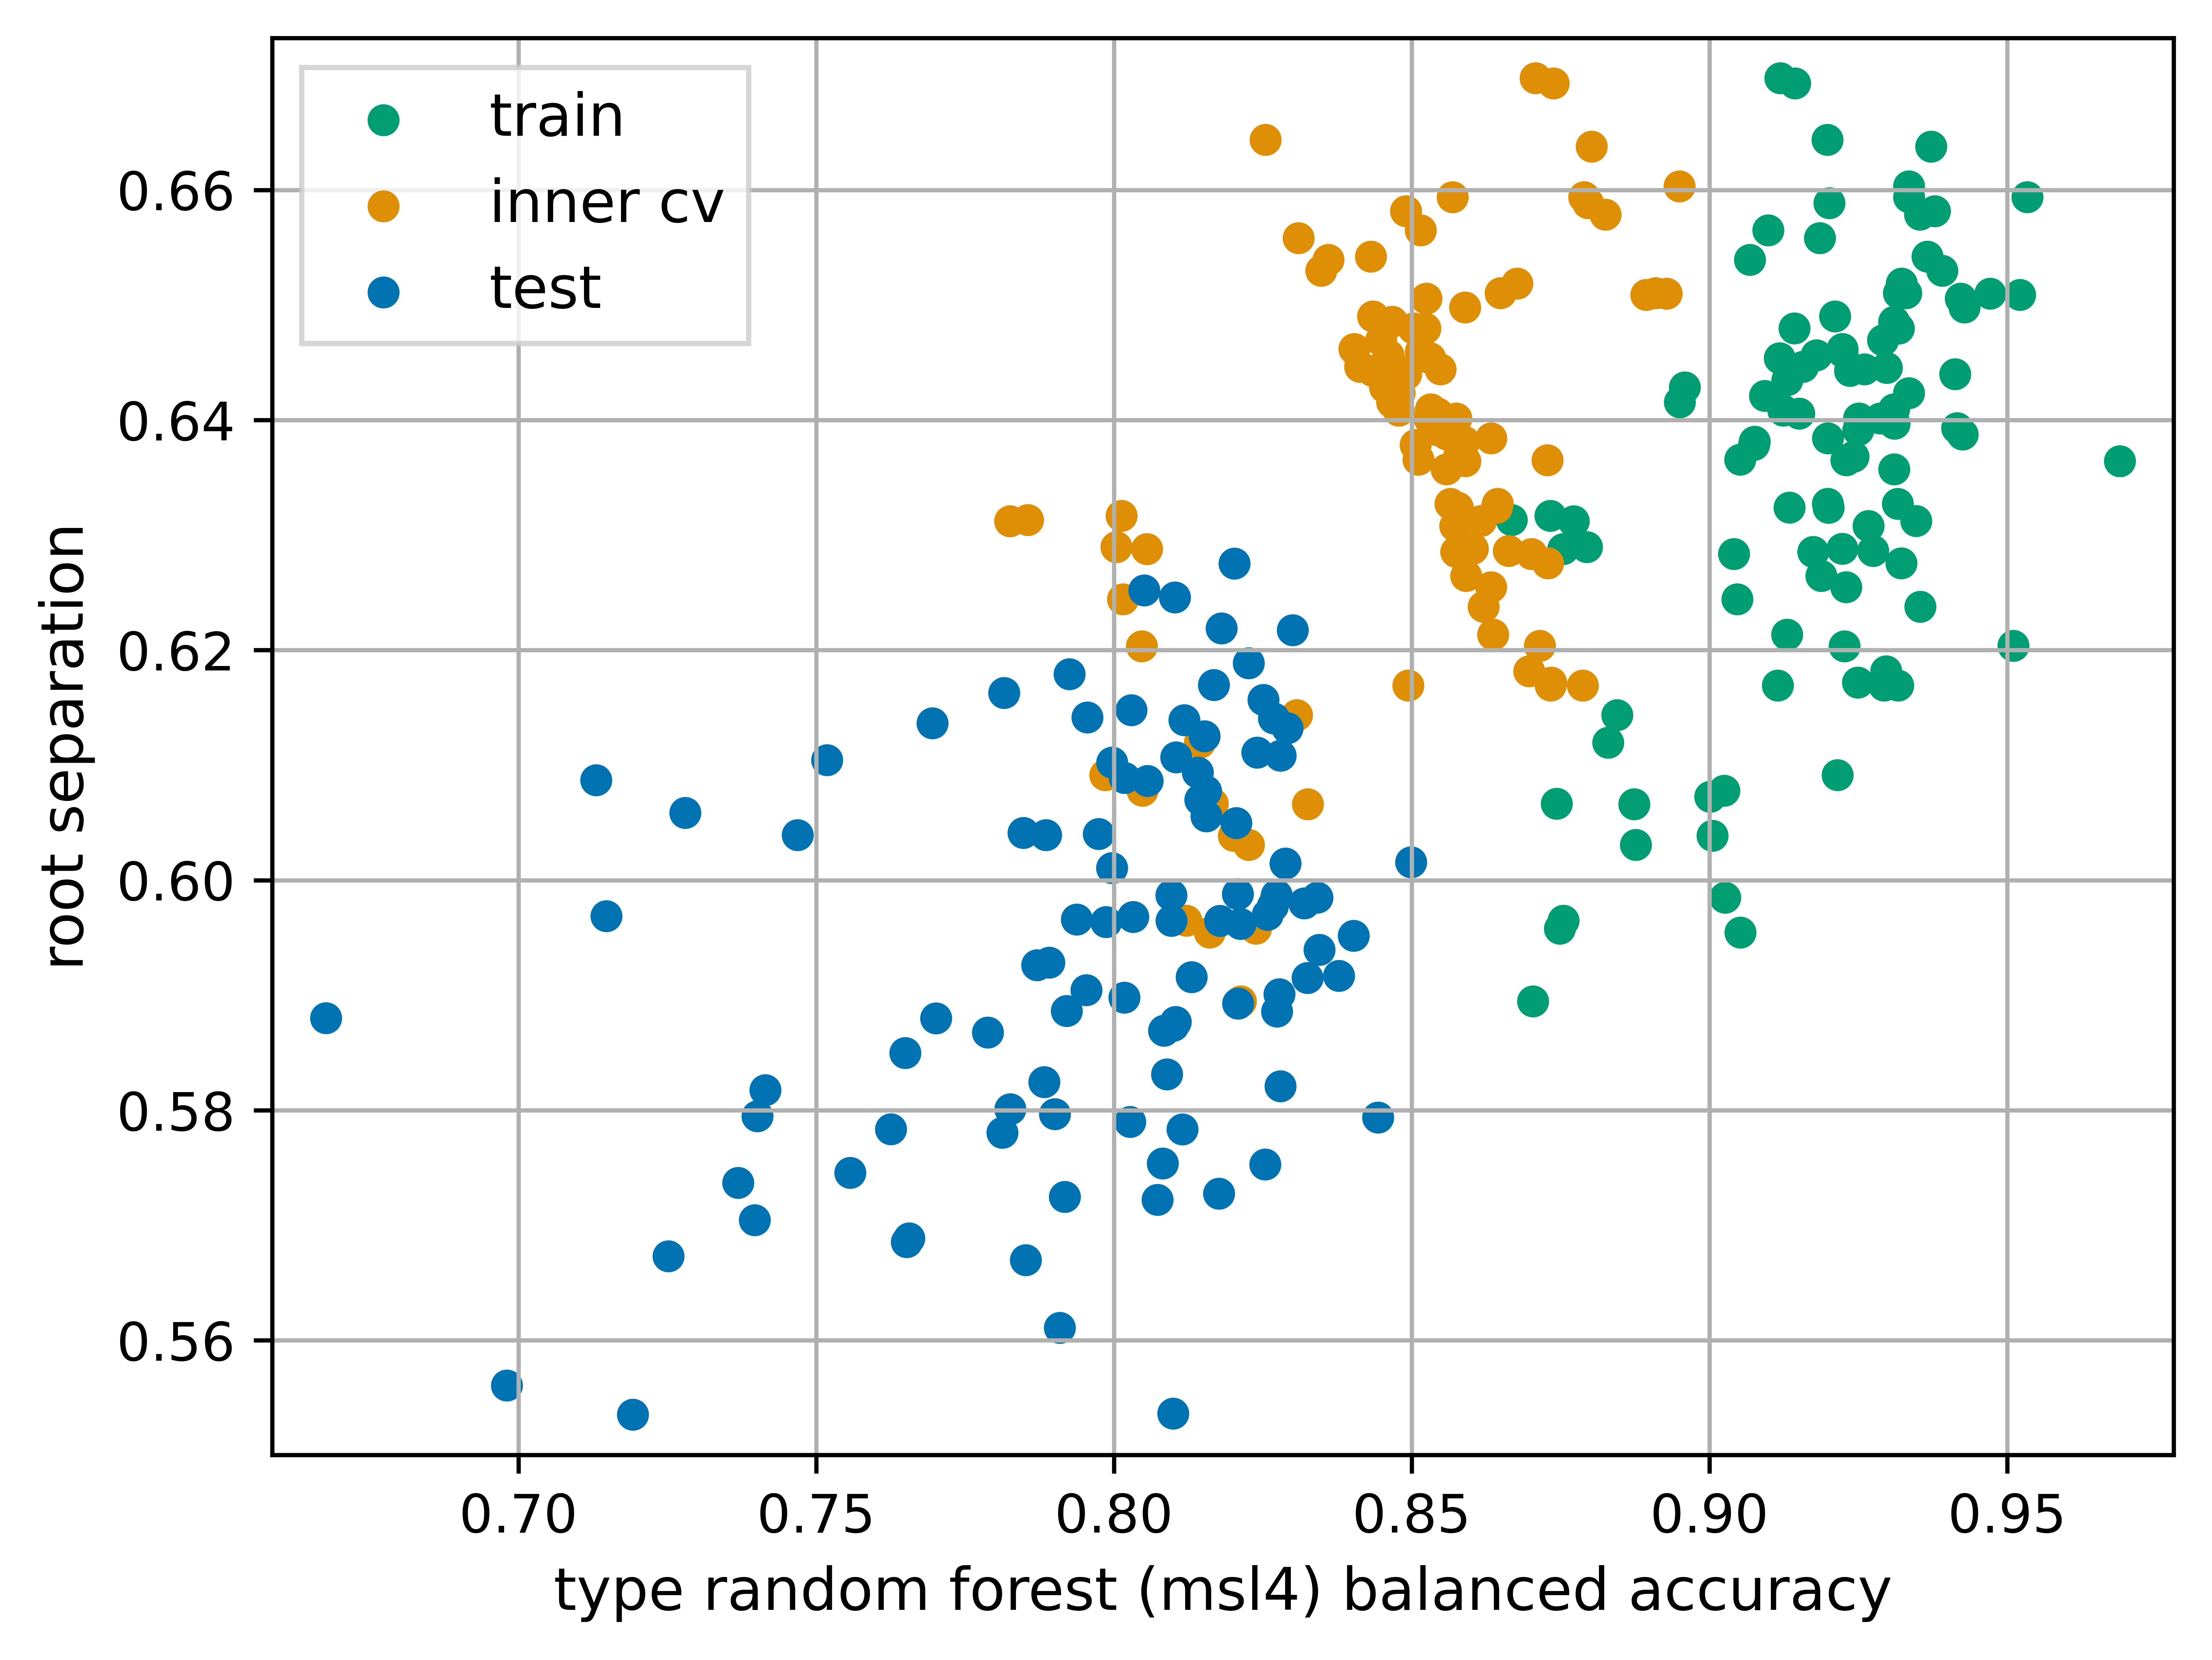 train
inner cv
test
0.66
0.64
0.62
0.60
0.58
0.56
root separation
0.70 0.75 0.80 0.85 0.90 0.95
type random forest (msl4) balanced accuracy